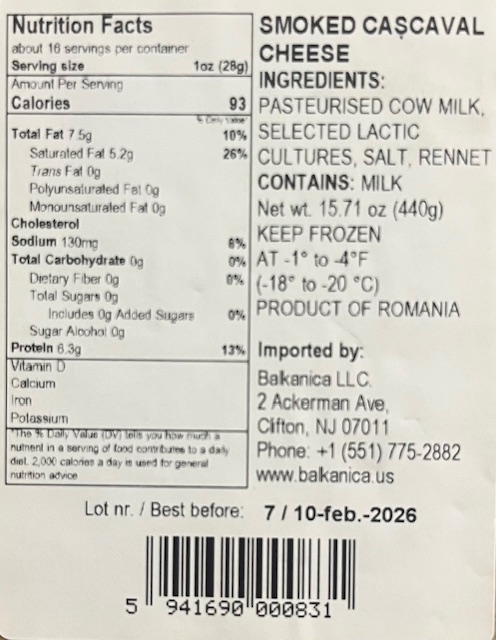 Nutrition Facts
about 16 servings per container
Serving size 1oz (28g)
Amount Per Serving
Calories 93
% Daily Value*
Total Fat 7.5g 10%
Saturated Fat 5.2g 26%
Trans Fat 0g
Polyunsaturated Fat 0g
Monounsaturated Fat 0g
Cholesterol
Sodium 130mg 6%
Total Carbohydrate 0g 0%
Dietary Fiber 0g 0%
Total Sugars 0g
Includes 0g Added Sugars 0%
Sugar Alcohol 0g
Protein 6.3g 13%
Vitamin D
Calcium
Iron
Potassium
*The % Daily Value (DV) tells you how much a
nutrient in a serving of food contributes to a daily
diet. 2,000 calories a day is used for general
nutrition advice
SMOKED CAȘCAVAL
CHEESE
INGREDIENTS:
PASTEURISED COW MILK,
SELECTED LACTIC
CULTURES, SALT, RENNET
CONTAINS: MILK
Net wt. 15.71 oz (440g)
KEEP FROZEN
AT -1° to -4°F
(-18° to -20 °C)
PRODUCT OF ROMANIA
Imported by:
Balkanica LLC.
2 Ackerman Ave,
Clifton, NJ 07011
Phone: +1 (551) 775-2882
www.balkanica.us
Lot nr. / Best before: 7 / 10-feb.-2026
5 941690 000831